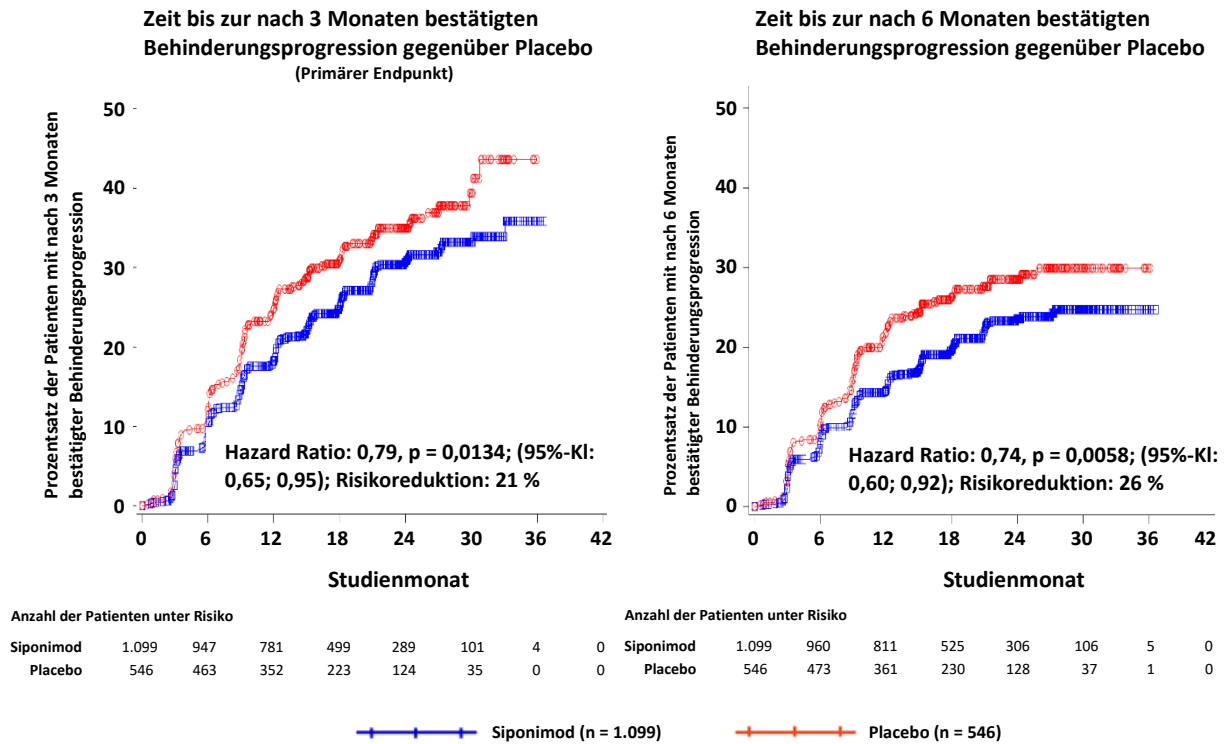 Zeit bis zur nach 3 Monaten bestätigten
Behinderungsprogression gegenüber Placebo
(Primärer Endpunkt)
Prozentsatz der Patienten mit nach 3 Monaten
bestätigter Behinderungsprogression
50
40
30
20
10
0
Hazard Ratio: 0,79, p = 0,0134; (95%-Kl:
0,65; 0,95); Risikoreduktion: 21 %
0 6 12 18 24 30 36 42
Studienmonat
Anzahl der Patienten unter Risiko
Siponimod 1.099 947 781 499 289 101 4 0
Placebo 546 463 352 223 124 35 0 0
Zeit bis zur nach 6 Monaten bestätigten
Behinderungsprogression gegenüber Placebo
Prozentsatz der Patienten mit nach 6 Monaten
bestätigter Behinderungsprogression
50
40
30
20
10
0
Hazard Ratio: 0,74, p = 0,0058; (95%-Kl:
0,60; 0,92); Risikoreduktion: 26 %
0 6 12 18 24 30 36 42
Studienmonat
Anzahl der Patienten unter Risiko
Siponimod 1.099 960 811 525 306 106 5 0
Placebo 546 473 361 230 128 37 1 0
Siponimod (n = 1.099) Placebo (n = 546)